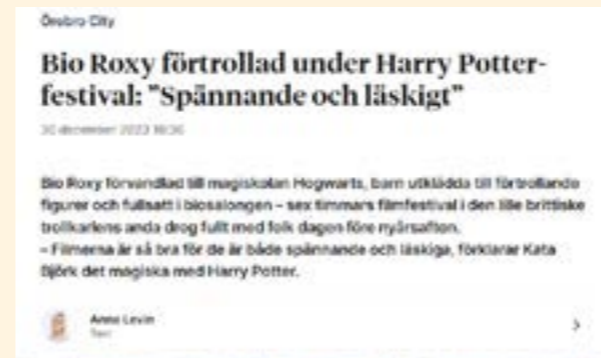 Örebro City
Bio Roxy förtrollad under Harry Potter-
festival: "Spännande och läskigt"
30 december 2023 16:30
Bio Roxy förvandlad till magiskolan Hogwarts, barn utklädda till förtrollande
figurer och fullsatt i biosalongen – sex timmars filmfestival i den lille brittiske
trollkarlens anda drog fullt med folk dagen före nyårsafton.
– Filmerna är så bra för de är både spännande och läskiga, förklarar Kata
Björk det magiska med Harry Potter.
Anna Levin